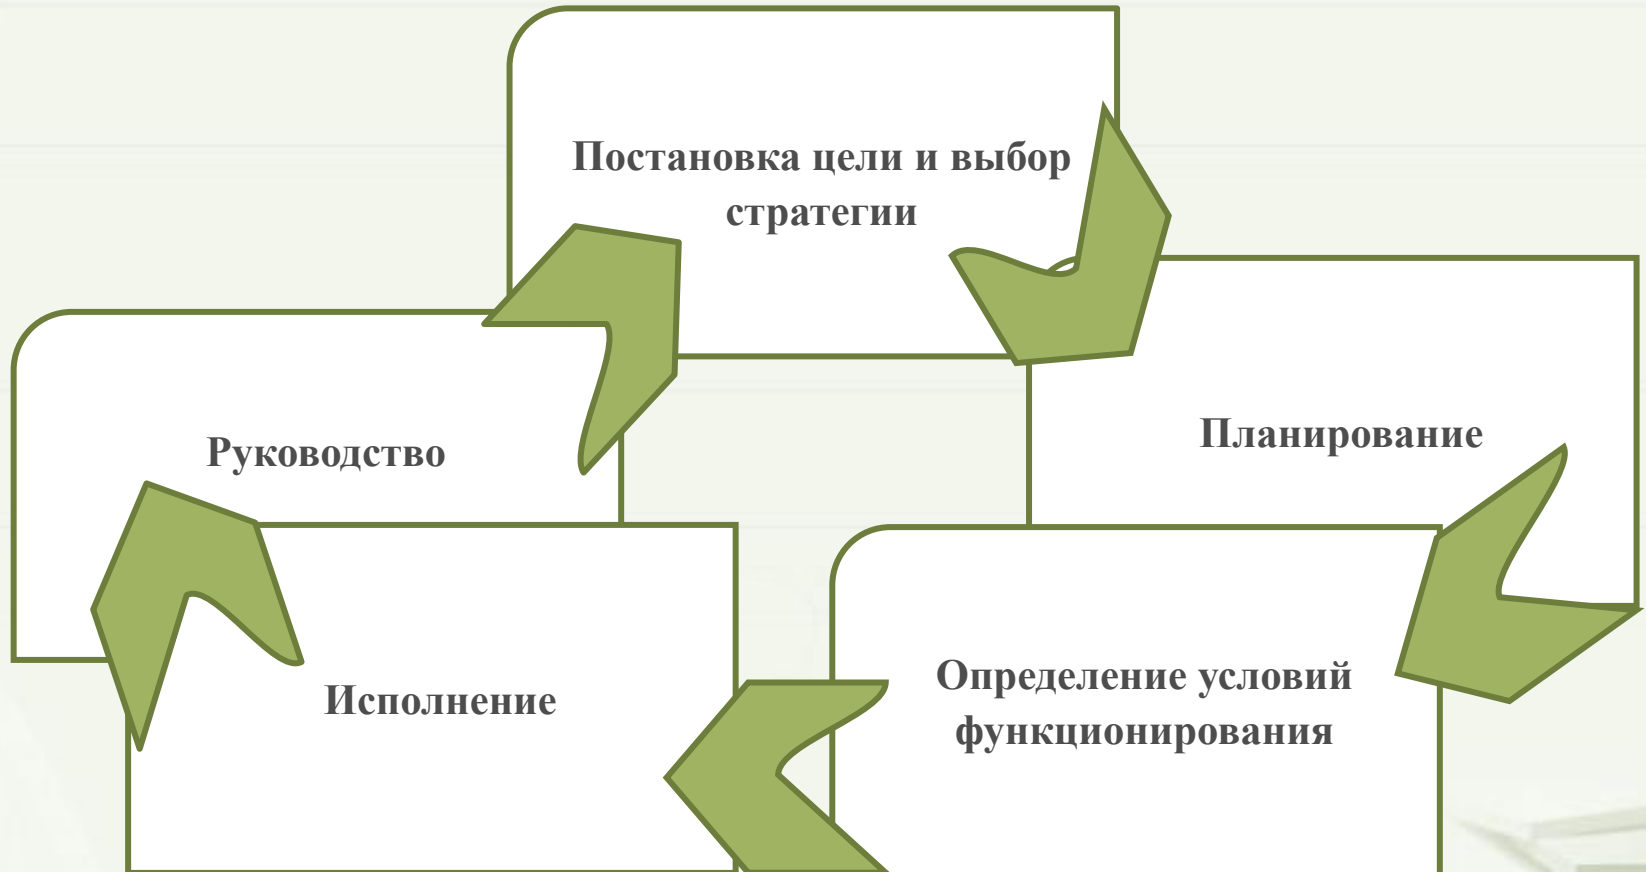 Постановка цели и выбор
стратегии
Планирование
Определение условий
функционирования
Исполнение
Руководство